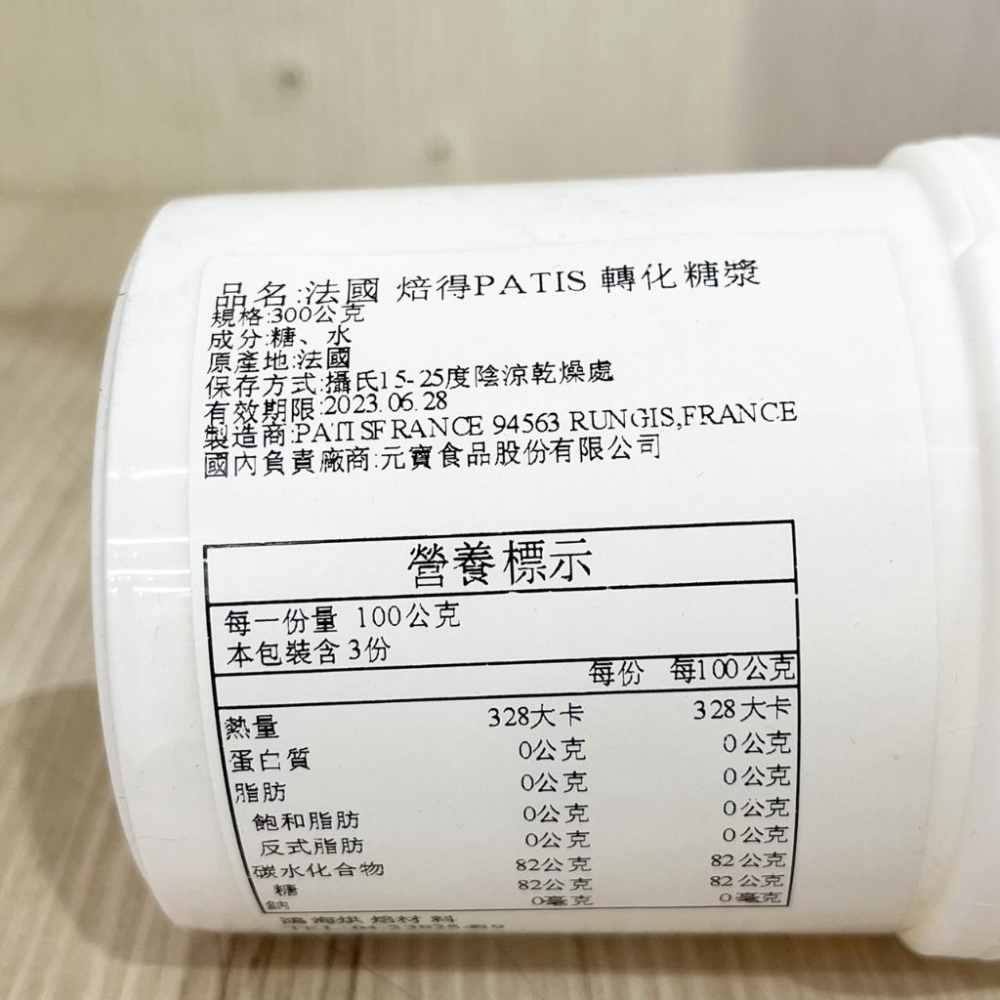 品名:法國 焙得PATIS 轉化糖漿
規格:300公克
成分:糖、水
原產地:法國
保存方式:攝氏15-25度陰涼乾燥處
有效期限:2023.06.28
製造商:PATISFRANCE 94563 RUNGIS,FRANCE
國內負責廠商:元寶食品股份有限公司
營養標示
每一份量 100公克
本包裝含 3份
每份 每100公克
熱量 328大卡 328大卡
蛋白質 0公克 0公克
脂肪 0公克 0公克
飽和脂肪 0公克 0公克
反式脂肪 0公克 0公克
碳水化合物 82公克 82公克
糖 82公克 82公克
鈉 0毫克 0毫克
烘焙材料